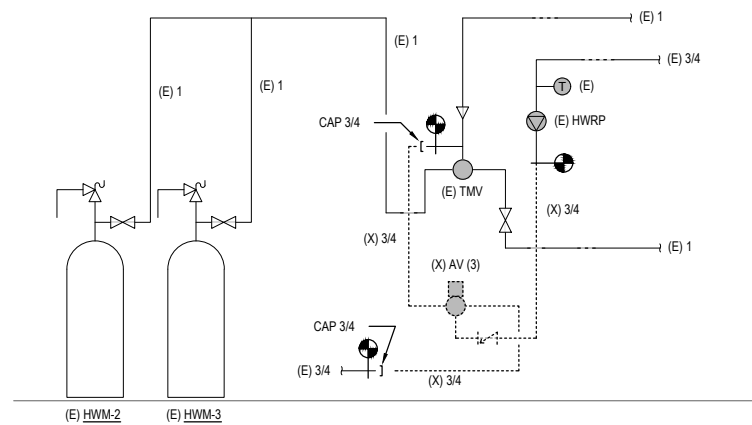 (E) 1
(E) 3/4
(E) 1
(E) 1
(E) 1
T
(E)
CAP 3/4
(E) HWRP
(E) TMV
(X) 3/4
(X) 3/4
(E) 1
(X) AV (3)
CAP 3/4
(E) 3/4
(X) 3/4
(E) HWM-2
(E) HWM-3